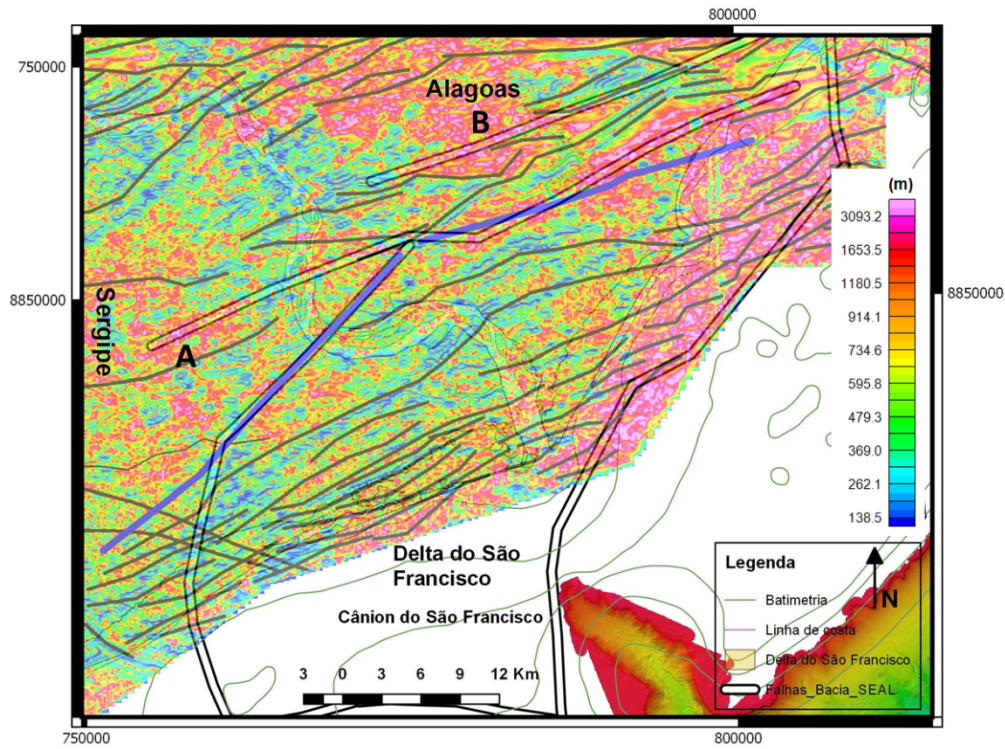 800000
750000
Alagoas
B
(m)
3093.2
1653.5
1180.5
914.1
734.6
595.8
479.3
369.0
262.1
138.5
8850000
8850000
Sergipe
A
Delta do São
Francisco
Cânion do São Francisco
3 0 3 6 9 12 Km
Legenda
N
Batimetria
Linha de costa
Delta do São Francisco
Falhas_Bacia_SEAL
750000
800000